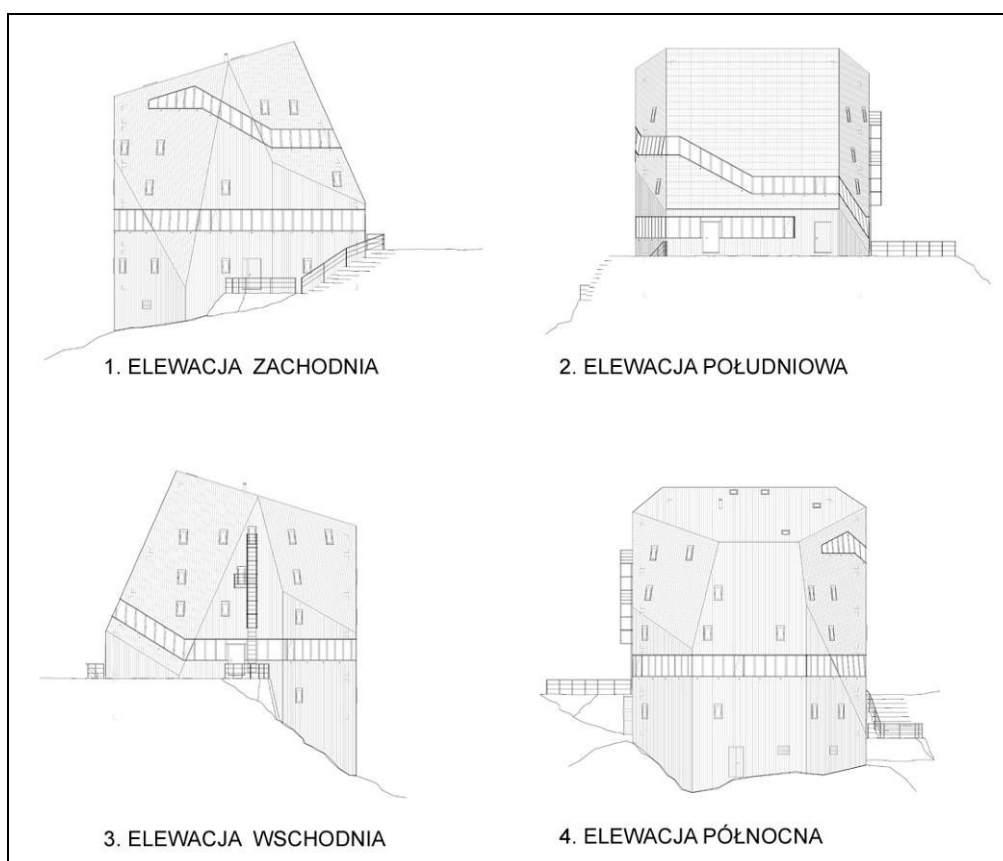 1. ELEWACJA ZACHODNIA
2. ELEWACJA POŁUDNIOWA
3. ELEWACJA WSCHODNIA
4. ELEWACJA PÓŁNOCNA